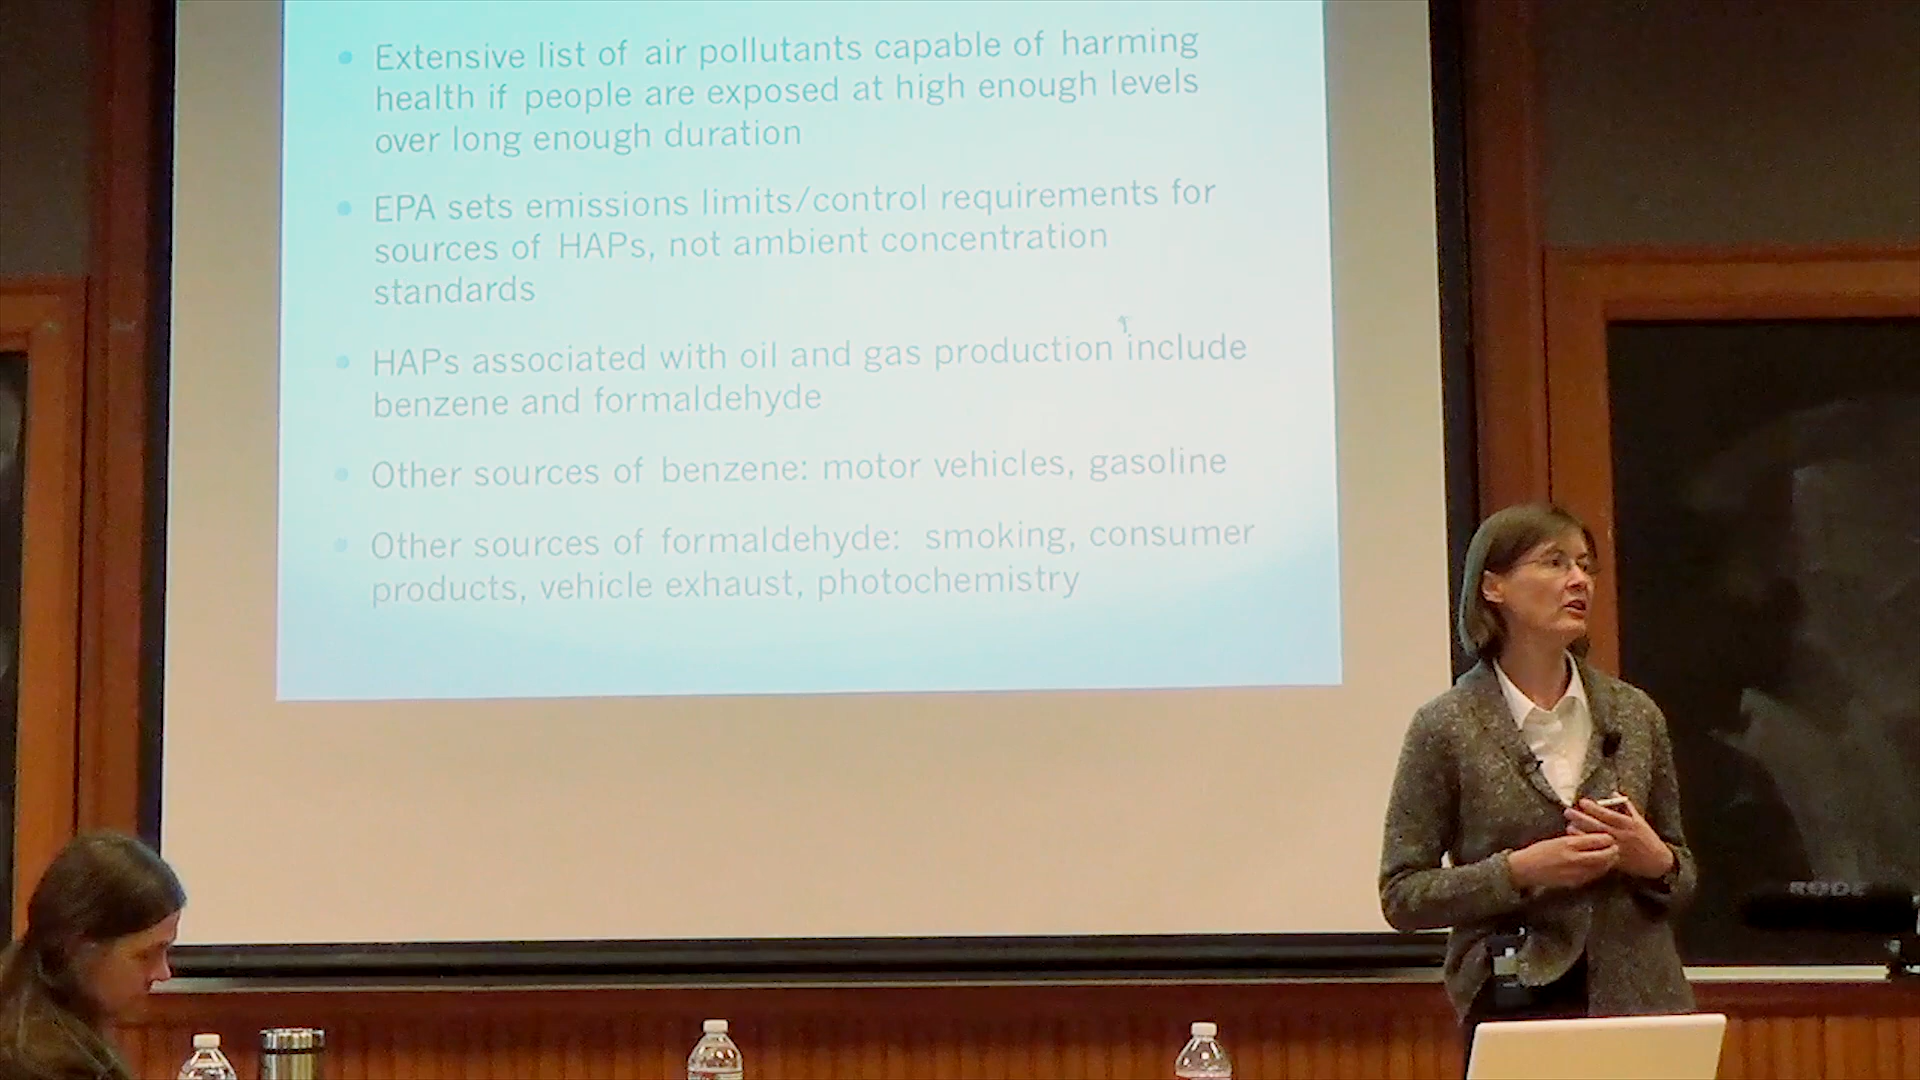 Extensive list of air pollutants capable of harming
health if people are exposed at high enough levels
over long enough duration
EPA sets emissions limits/control requirements for
sources of HAPs, not ambient concentration
standards
HAPs associated with oil and gas production include
benzene and formaldehyde
Other sources of benzene: motor vehicles, gasoline
Other sources of formaldehyde: smoking, consumer
products, vehicle exhaust, photochemistry
RØDE